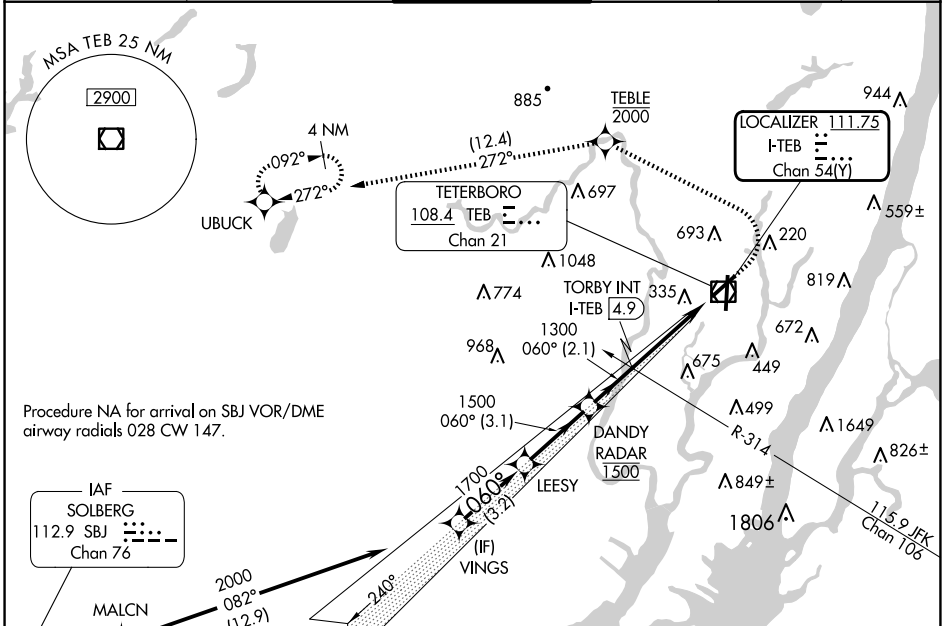 MSA TEB 25 NM
2900
885
TEBLE
2000
944
4 NM
092°
272°
UBUCK
(12.4)
272°
LOCALIZER 111.75
I-TEB
Chan 54(Y)
TETERBORO
108.4 TEB
Chan 21
697
559±
693
220
1048
774
TORBY INT
I-TEB 4.9
335
819
1300
060° (2.1)
968
672
675
449
Procedure NA for arrival on SBJ VOR/DME
airway radials 028 CW 147.
1500
060° (3.1)
499
1649
DANDY
RADAR
1500
R-314
826±
LEESY
849±
1806
1700
060°
(3.2)
115.9 JFK
Chan 106
IAF
SOLBERG
112.9 SBJ
Chan 76
(IF)
VINGS
240°
2000
082°
(12.9)
MALCN